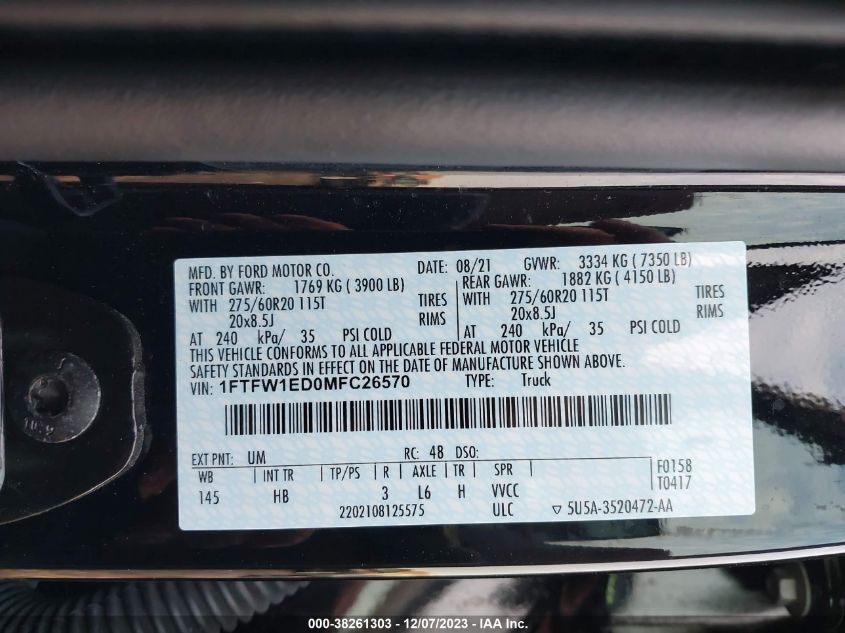 MFD. BY FORD MOTOR CO. DATE: 08/21 GVWR: 3334 KG ( 7350 LB)
FRONT GAWR: 1769 KG ( 3900 LB) REAR GAWR: 1882 KG ( 4150 LB)
WITH 275/60R20 115T TIRES WITH 275/60R20 115T TIRES
20x8.5J RIMS 20x8.5J RIMS
AT 240 kPa/ 35 PSI COLD AT 240 kPa/ 35 PSI COLD
THIS VEHICLE CONFORMS TO ALL APPLICABLE FEDERAL MOTOR VEHICLE
SAFETY STANDARDS IN EFFECT ON THE DATE OF MANUFACTURE SHOWN ABOVE.
VIN: 1FTFW1ED0MFC26570 TYPE: Truck
EXT PNT: UM RC: 48 DSO:
WB INT TR TP/PS R AXLE TR SPR F0158
145 HB 3 L6 H VVCC T0417
2202108125575 ULC ▽ 5U5A-3520472-AA
000-38261303 - 12/07/2023 - IAA Inc.